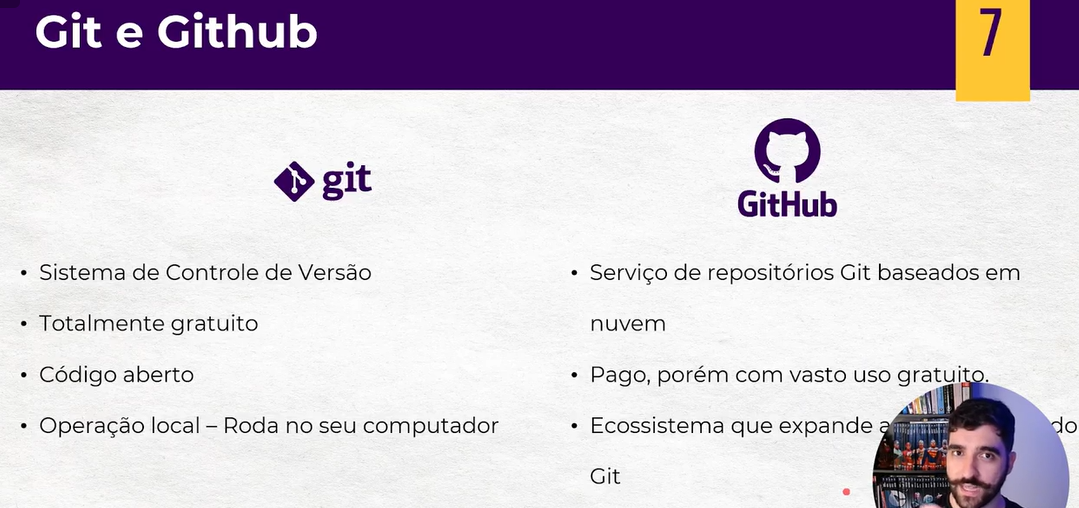 Git e Github
7
git
GitHub
• Sistema de Controle de Versão
• Totalmente gratuito
• Código aberto
• Operação local – Roda no seu computador
• Serviço de repositórios Git baseados em
nuvem
• Pago, porém com vasto uso gratuito.
• Ecossistema que expande a do
Git